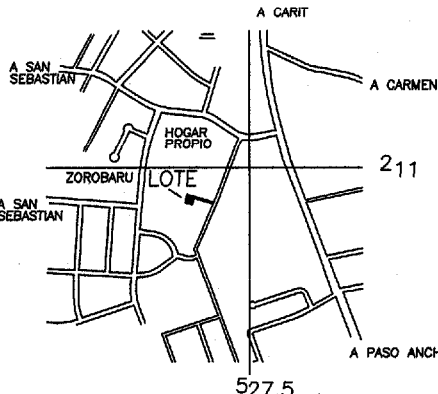 A CARIT
A SAN
SEBASTIAN
A CARMEN
HOGAR
PROPIO
211
ZOROBARU
LOTE
A SAN
SEBASTIAN
A PASO ANCH
527.5